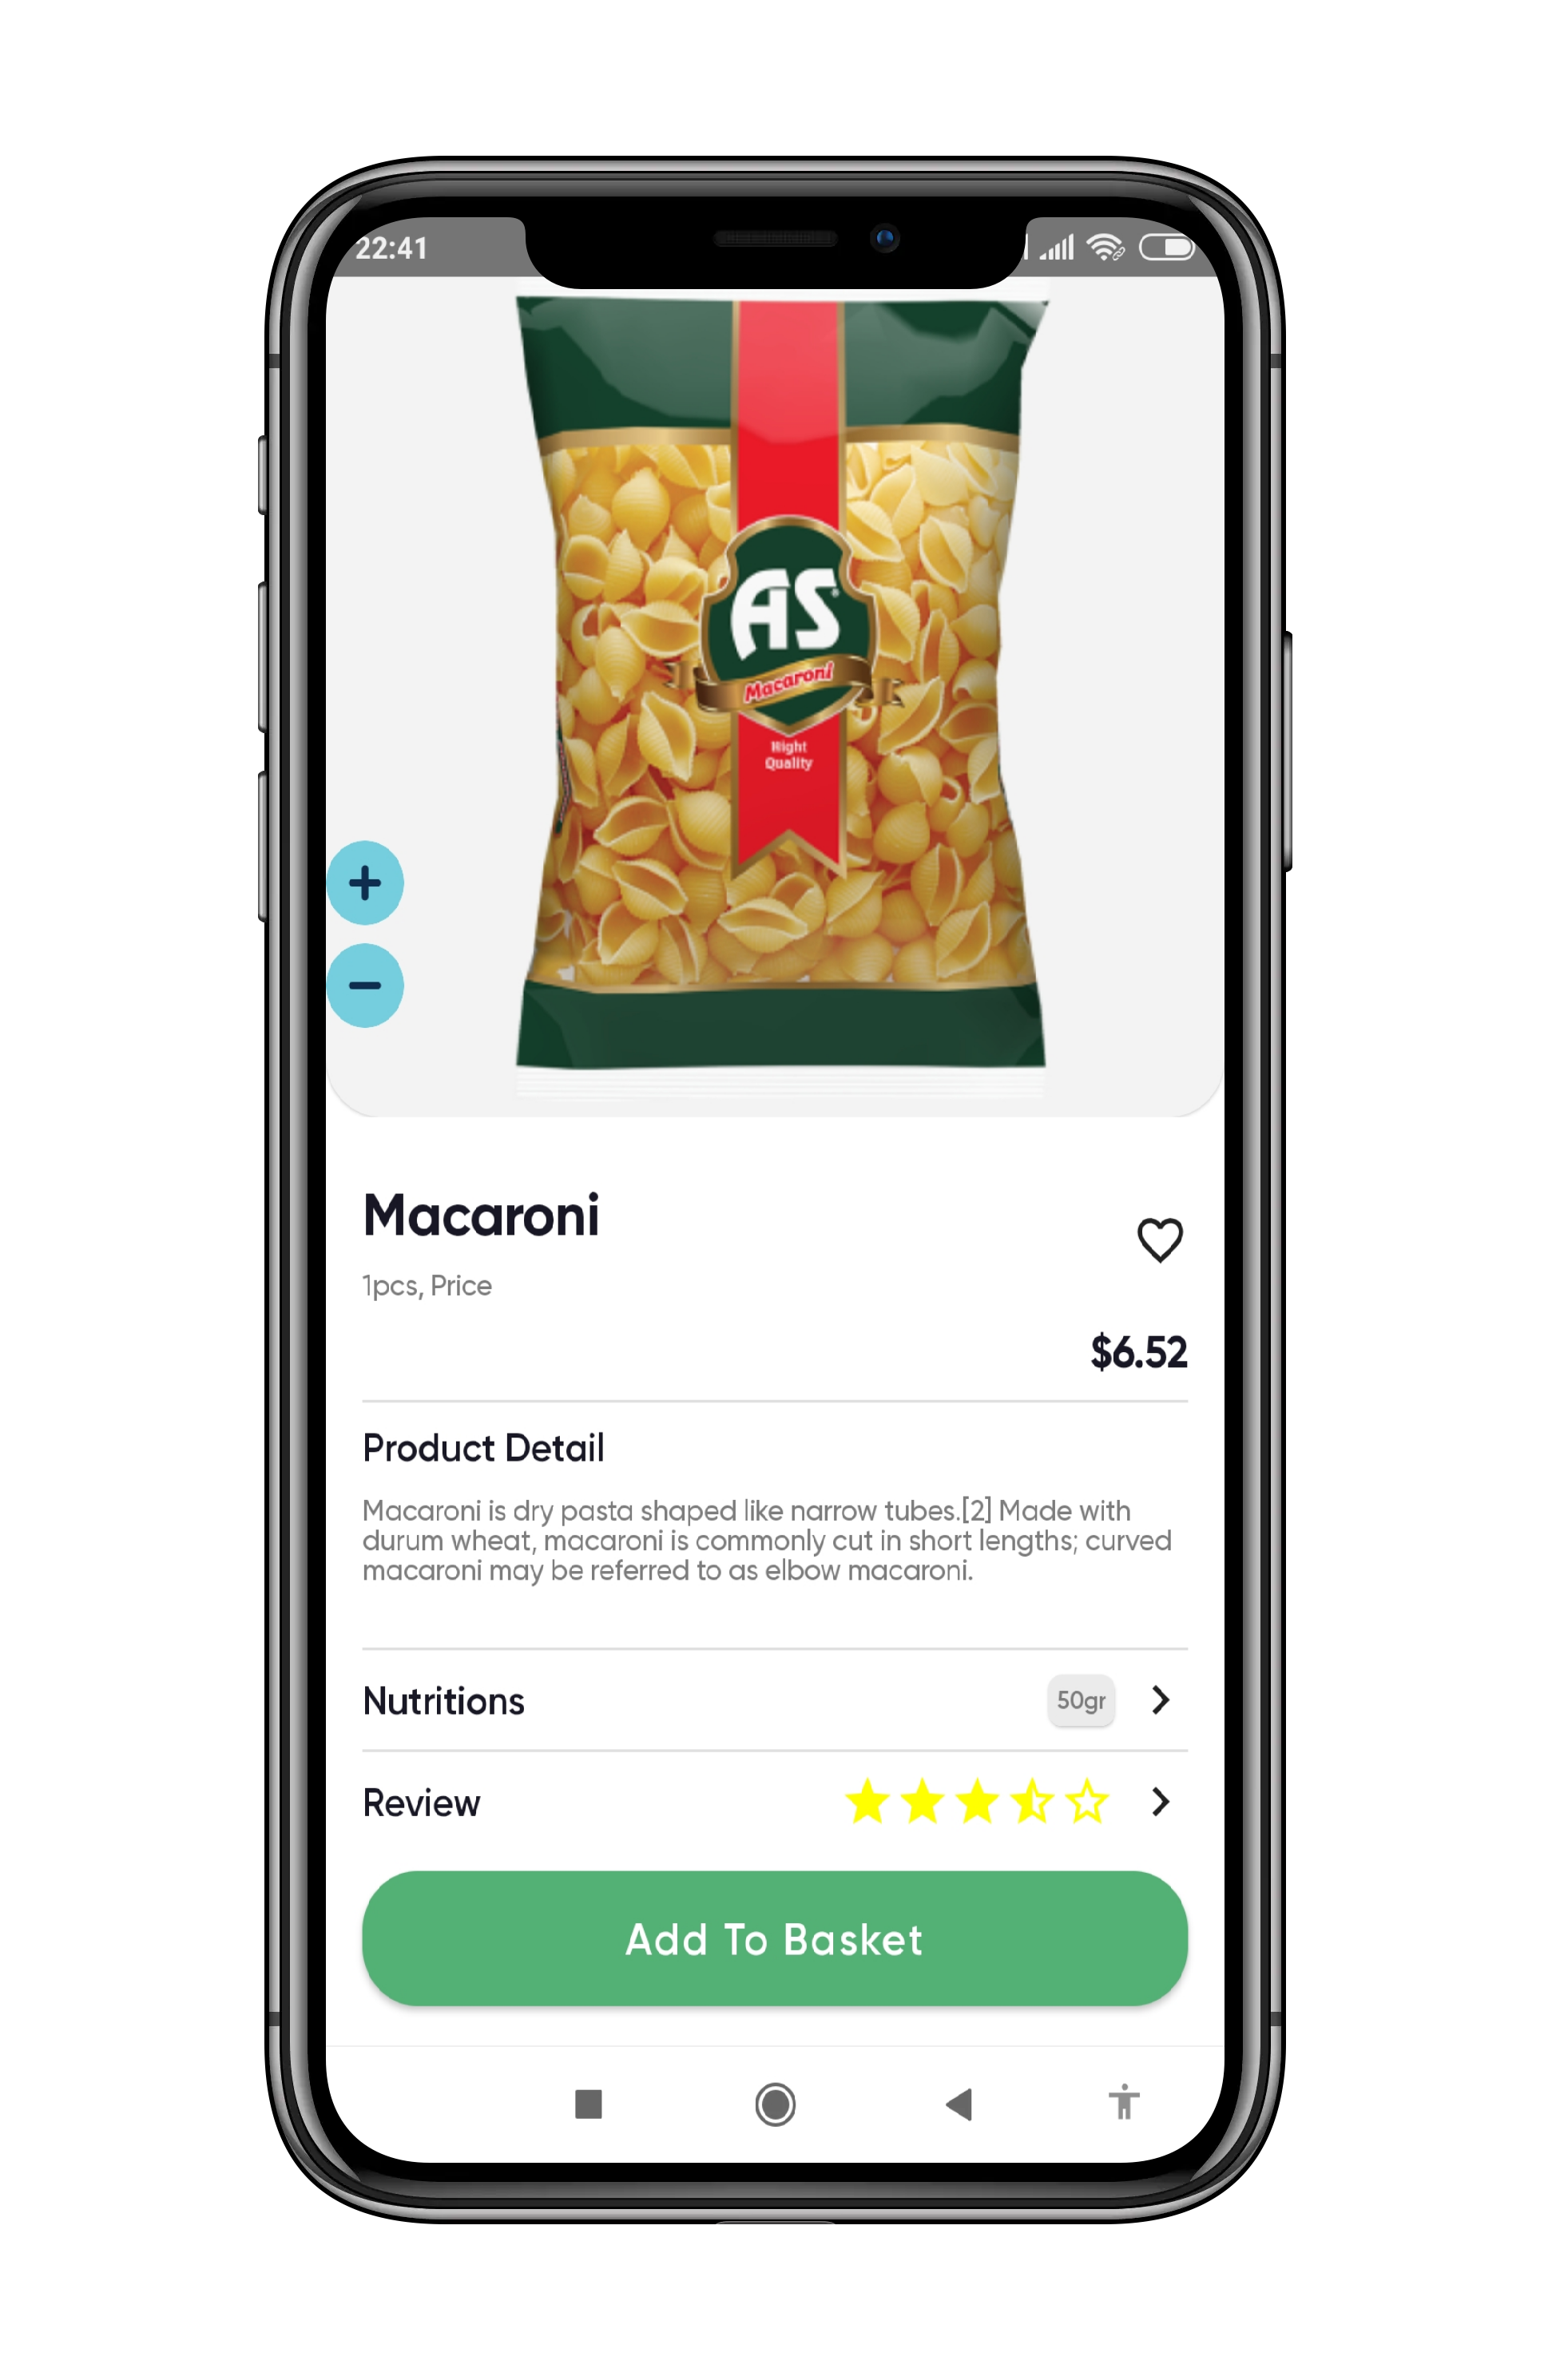 22:41
AS
Macaroni
Hight
Quality
Macaroni
1pcs, Price
$6.52
Product Detail
Macaroni is dry pasta shaped like narrow tubes.[2] Made with
durum wheat, macaroni is commonly cut in short lengths; curved
macaroni may be referred to as elbow macaroni.
Nutritions
50gr
Review
Add To Basket